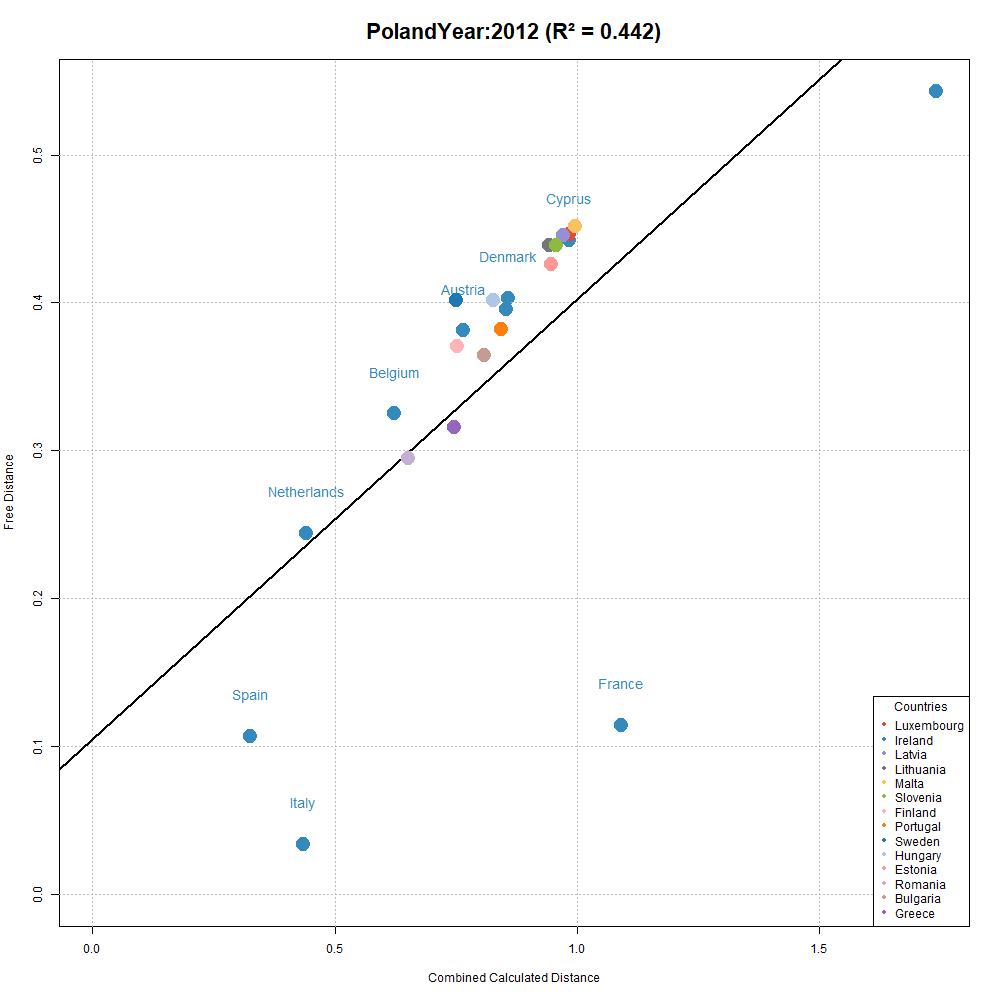 PolandYear:2012 (R² = 0.442)
Free Distance
0.5
0.4
0.3
0.2
0.1
0.0
Cyprus
Denmark
Austria
Belgium
Netherlands
Spain
France
Italy
Countries
Luxembourg
Ireland
Latvia
Lithuania
Malta
Slovenia
Finland
Portugal
Sweden
Hungary
Estonia
Romania
Bulgaria
Greece
0.0 0.5 1.0 1.5
Combined Calculated Distance